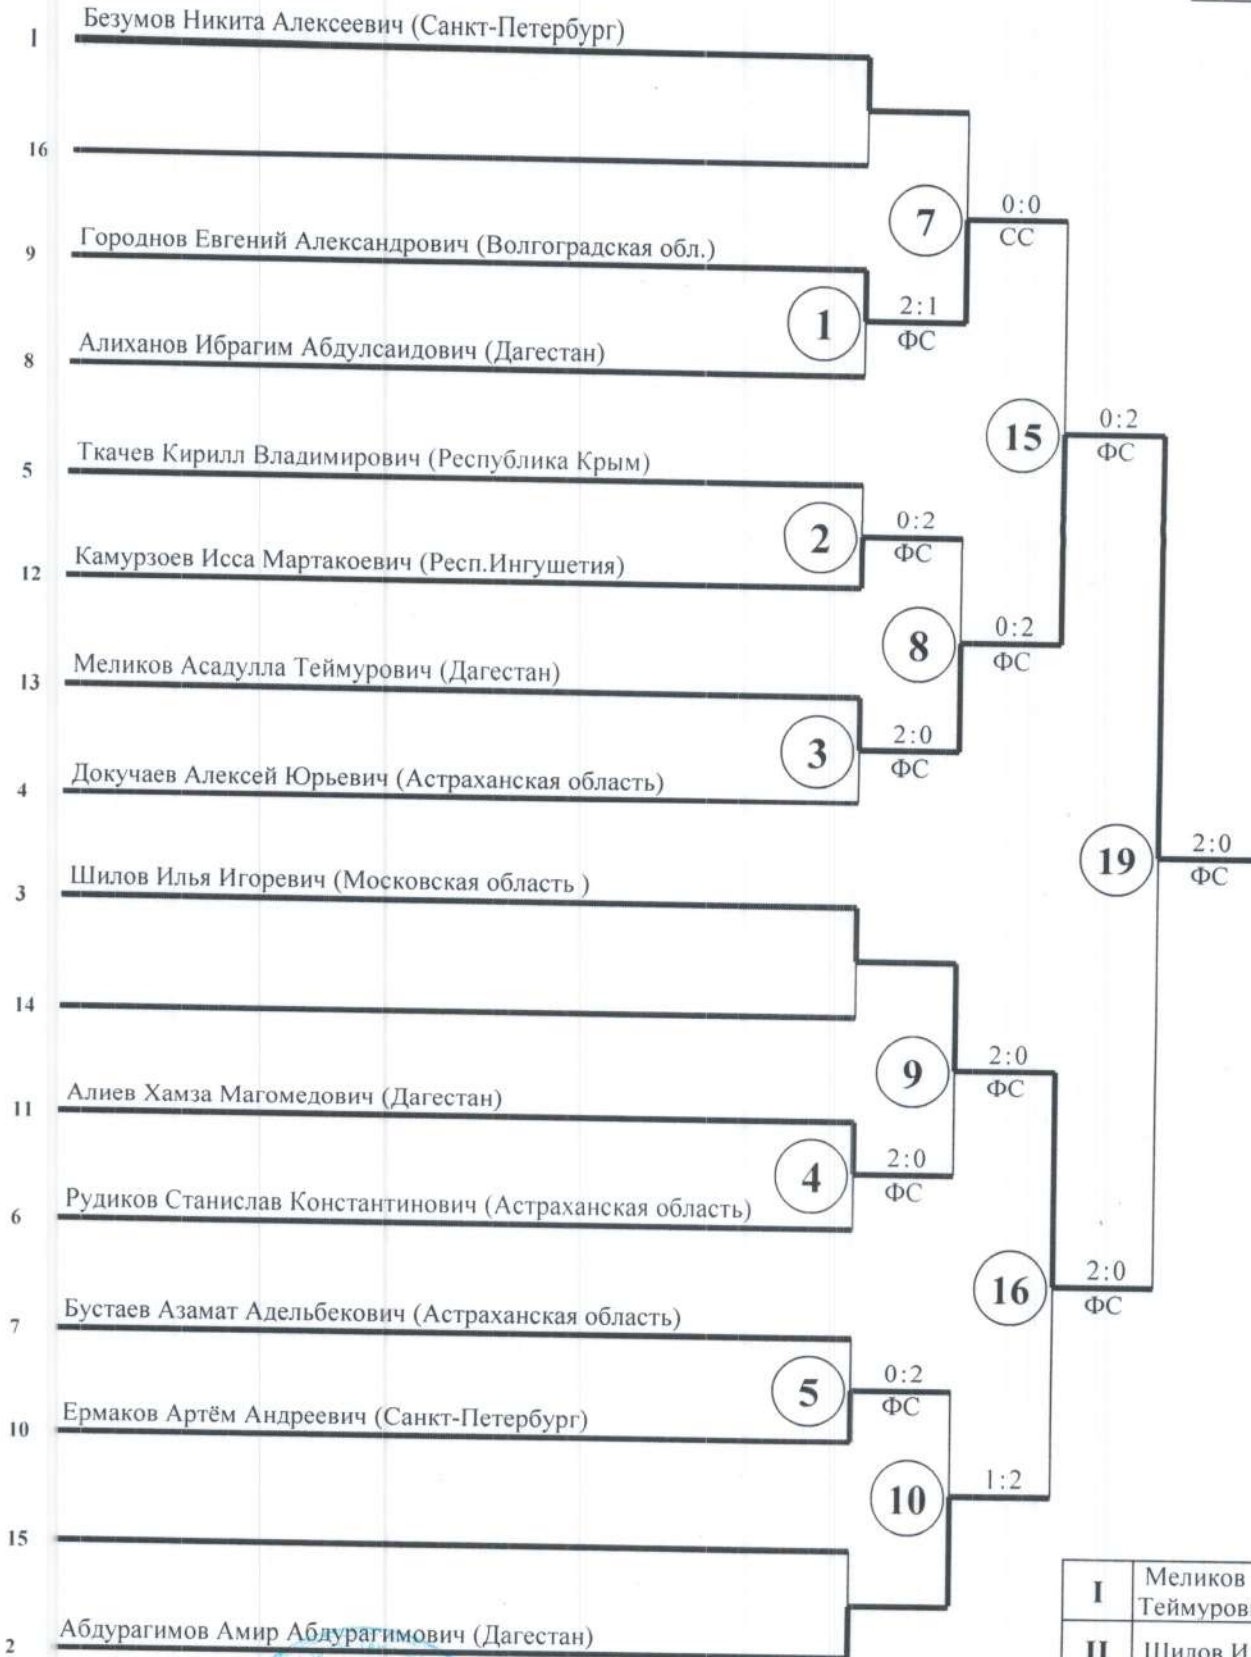 1 Безумов Никита Алексеевич (Санкт-Петербург)
16
7
0:0
СС
9 Городнов Евгений Александрович (Волгоградская обл.)
1
2:1
ФС
8 Алиханов Ибрагим Абдулсаидович (Дагестан)
15
0:2
ФС
5 Ткачев Кирилл Владимирович (Республика Крым)
2
0:2
ФС
12 Камурзоев Исса Мартакоевич (Респ.Ингушетия)
8
0:2
ФС
13 Меликов Асадулла Теймурович (Дагестан)
3
2:0
ФС
4 Докучаев Алексей Юрьевич (Астраханская область)
19
2:0
ФС
3 Шилов Илья Игоревич (Московская область )
14
9
2:0
ФС
11 Алиев Хамза Магомедович (Дагестан)
4
2:0
ФС
6 Рудиков Станислав Константинович (Астраханская область)
16
2:0
ФС
7 Бустаев Азамат Адельбекович (Астраханская область)
5
0:2
ФС
10 Ермаков Артём Андреевич (Санкт-Петербург)
10
1:2
15
I Меликов
Теймуров
2 Абдурагимов Амир Абдурагимович (Дагестан)
II Шилов И